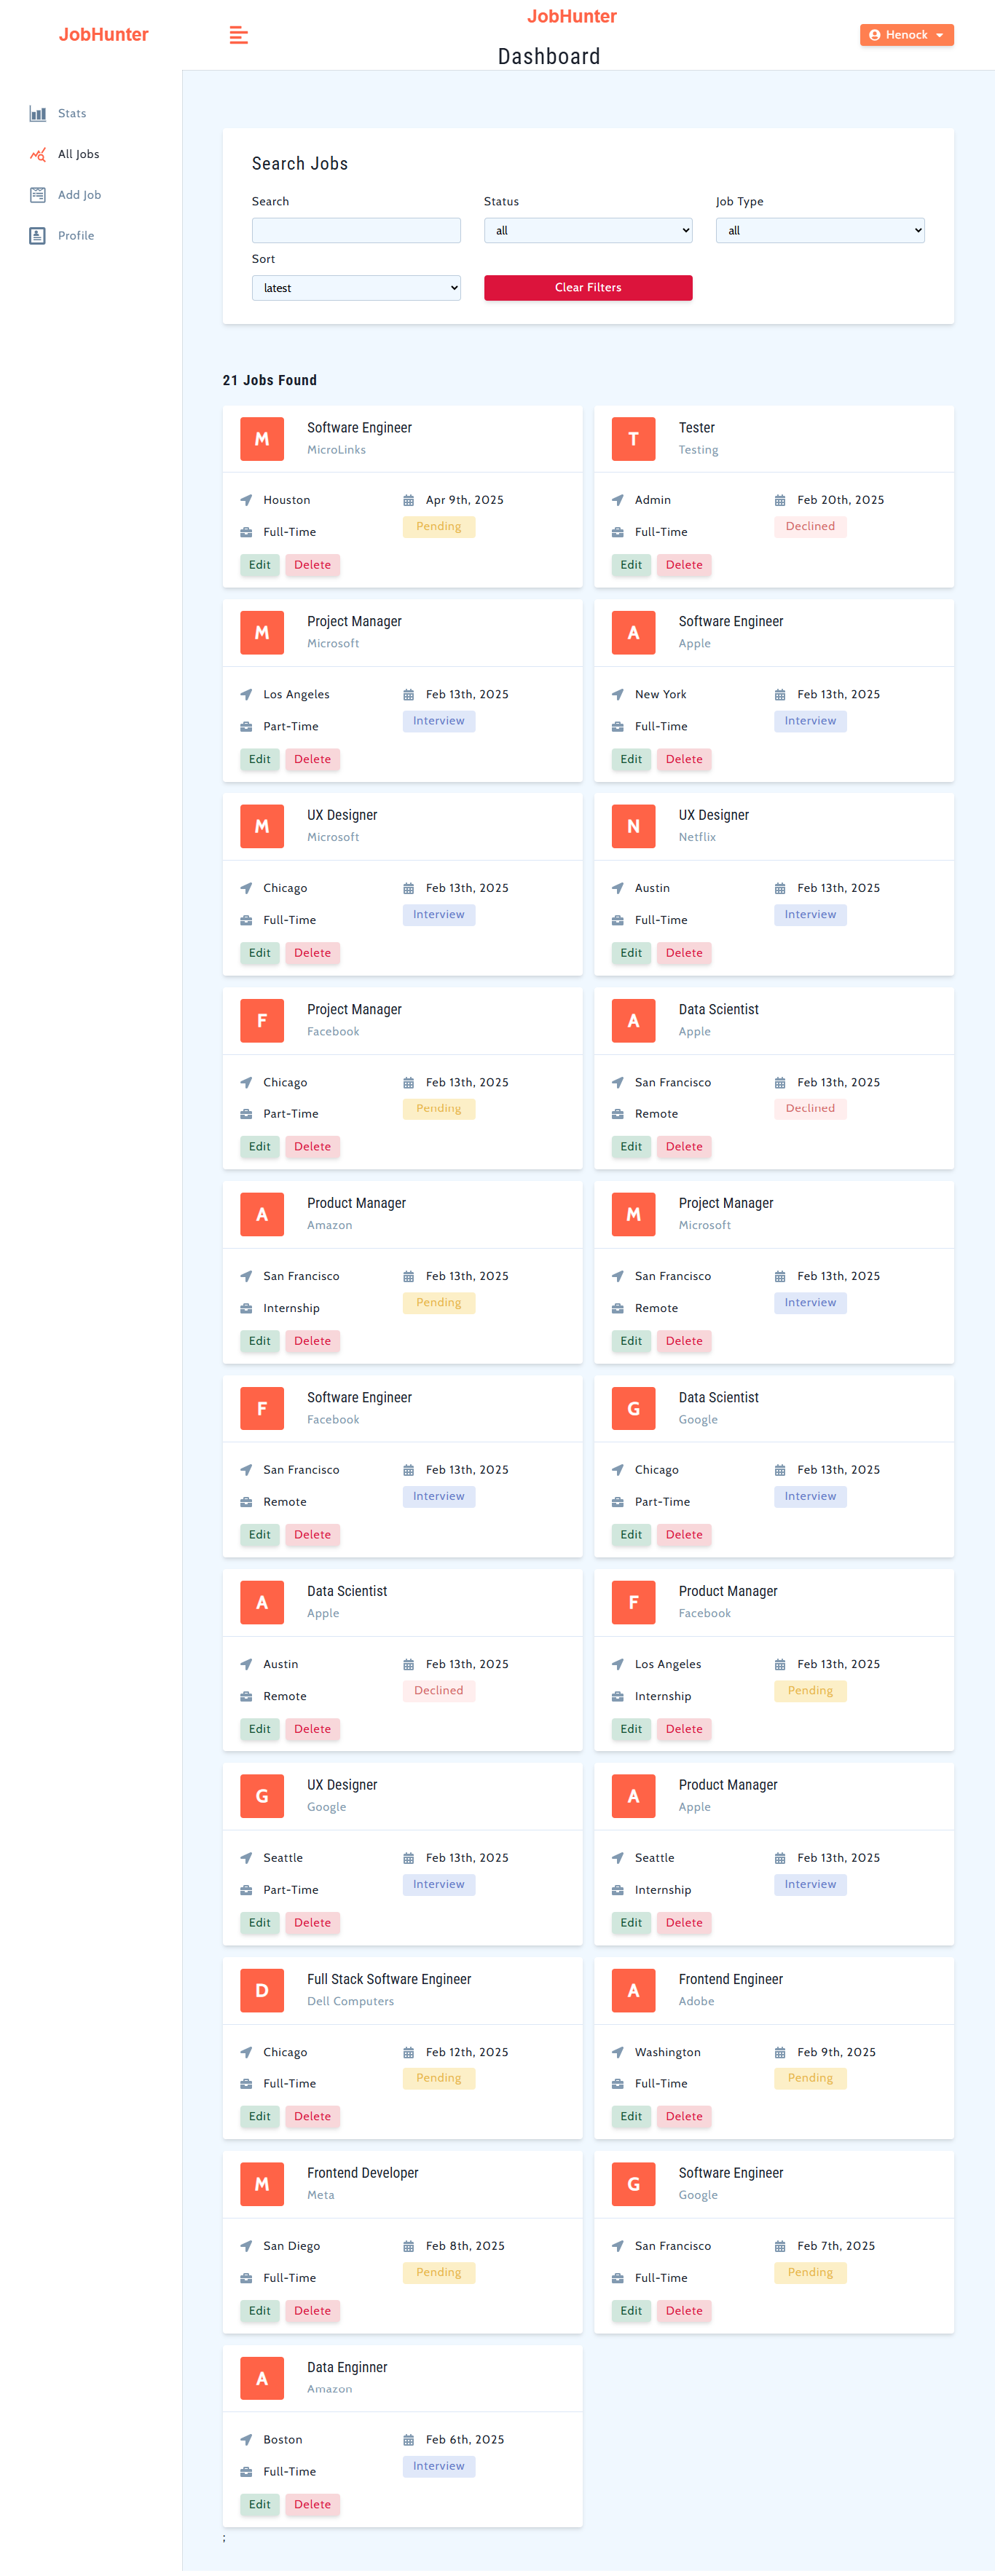 JobHunter
JobHunter
Dashboard
Henock
Stats
All Jobs
Add Job
Profile
Search Jobs
Search Status Job Type
all all
Sort
latest Clear Filters
21 Jobs Found
M Software Engineer
MicroLinks
Houston Apr 9th, 2025
Full-Time Pending
Edit Delete
T Tester
Testing
Admin Feb 20th, 2025
Full-Time Declined
Edit Delete
M Project Manager
Microsoft
Los Angeles Feb 13th, 2025
Part-Time Interview
Edit Delete
A Software Engineer
Apple
New York Feb 13th, 2025
Full-Time Interview
Edit Delete
M UX Designer
Microsoft
Chicago Feb 13th, 2025
Full-Time Interview
Edit Delete
N UX Designer
Netflix
Austin Feb 13th, 2025
Full-Time Interview
Edit Delete
F Project Manager
Facebook
Chicago Feb 13th, 2025
Part-Time Pending
Edit Delete
A Data Scientist
Apple
San Francisco Feb 13th, 2025
Remote Declined
Edit Delete
A Product Manager
Amazon
San Francisco Feb 13th, 2025
Internship Pending
Edit Delete
M Project Manager
Microsoft
San Francisco Feb 13th, 2025
Remote Interview
Edit Delete
F Software Engineer
Facebook
San Francisco Feb 13th, 2025
Remote Interview
Edit Delete
G Data Scientist
Google
Chicago Feb 13th, 2025
Part-Time Interview
Edit Delete
A Data Scientist
Apple
Austin Feb 13th, 2025
Remote Declined
Edit Delete
F Product Manager
Facebook
Los Angeles Feb 13th, 2025
Internship Pending
Edit Delete
G UX Designer
Google
Seattle Feb 13th, 2025
Part-Time Interview
Edit Delete
A Product Manager
Apple
Seattle Feb 13th, 2025
Internship Interview
Edit Delete
D Full Stack Software Engineer
Dell Computers
Chicago Feb 12th, 2025
Full-Time Pending
Edit Delete
A Frontend Engineer
Adobe
Washington Feb 9th, 2025
Full-Time Pending
Edit Delete
M Frontend Developer
Meta
San Diego Feb 8th, 2025
Full-Time Pending
Edit Delete
G Software Engineer
Google
San Francisco Feb 7th, 2025
Full-Time Pending
Edit Delete
A Data Enginner
Amazon
Boston Feb 6th, 2025
Full-Time Interview
Edit Delete
;